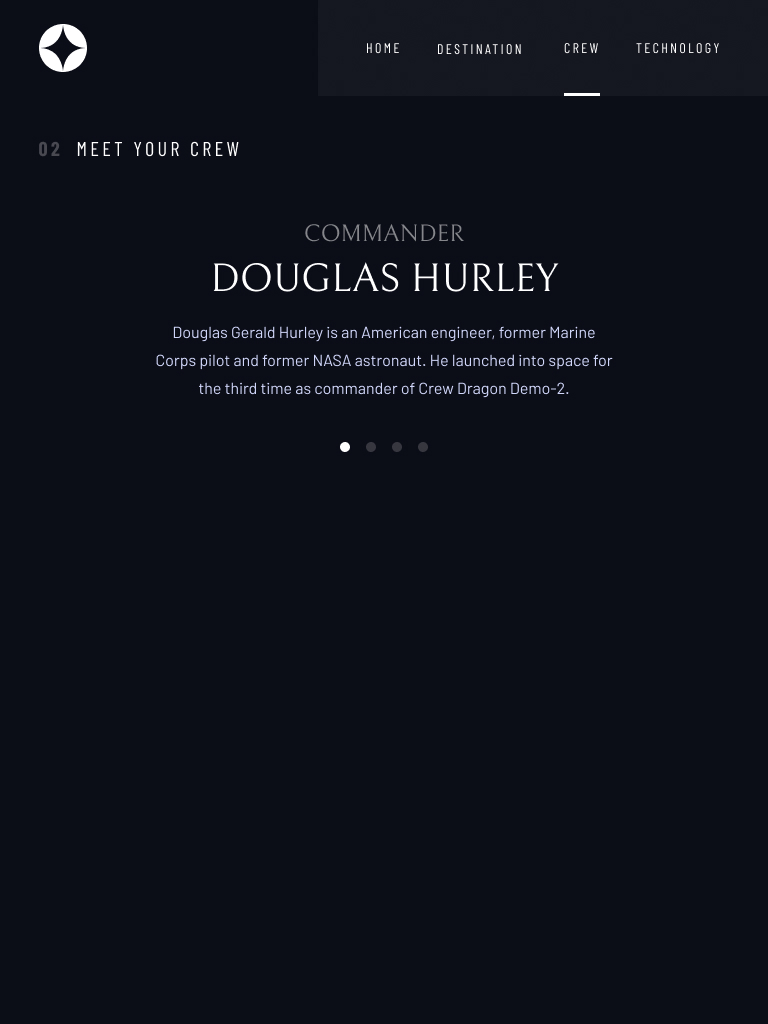 HOME DESTINATION CREW TECHNOLOGY
02 MEET YOUR CREW
COMMANDER
DOUGLAS HURLEY
Douglas Gerald Hurley is an American engineer, former Marine
Corps pilot and former NASA astronaut. He launched into space for
the third time as commander of Crew Dragon Demo-2.